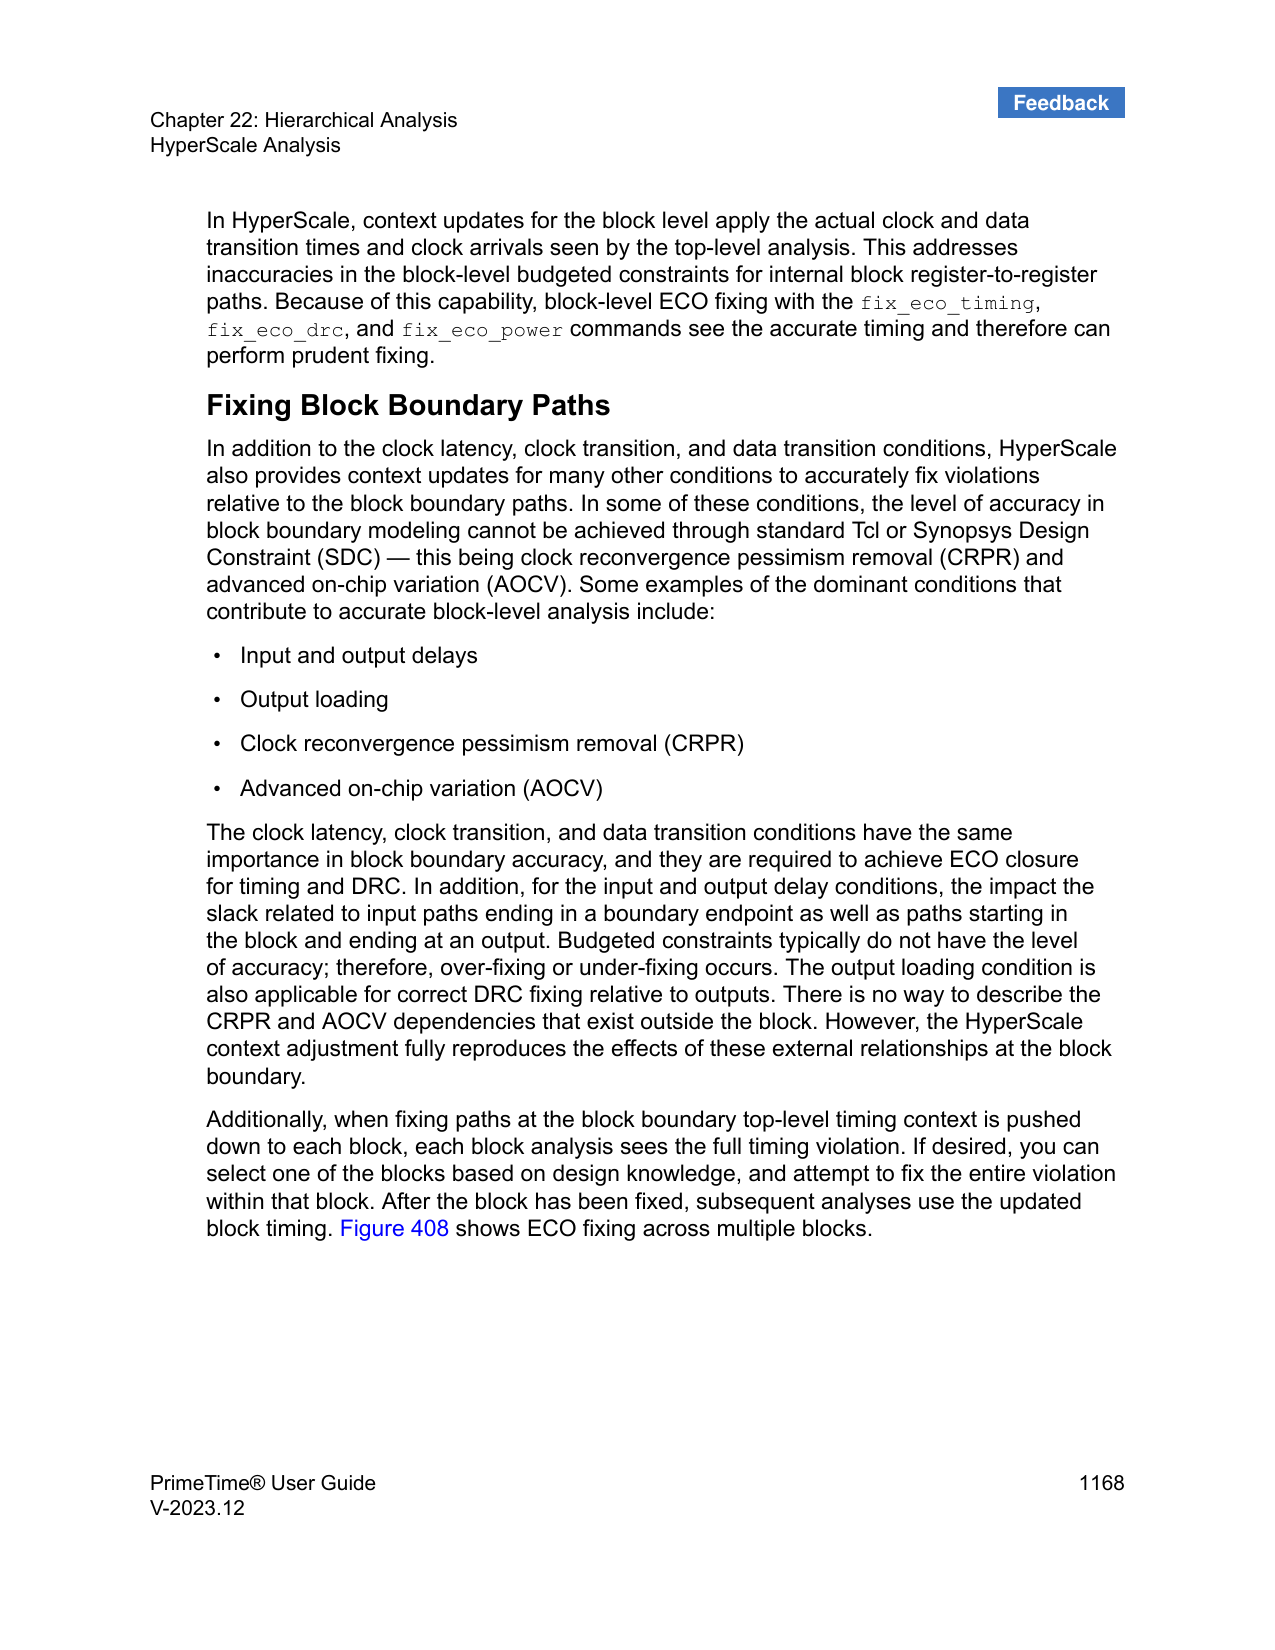 Feedback
Chapter 22: Hierarchical Analysis
HyperScale Analysis
In HyperScale, context updates for the block level apply the actual clock and data
transition times and clock arrivals seen by the top-level analysis. This addresses
inaccuracies in the block-level budgeted constraints for internal block register-to-register
paths. Because of this capability, block-level ECO fixing with the fix_eco_timing,
fix_eco_drc, and fix_eco_power commands see the accurate timing and therefore can
perform prudent fixing.
Fixing Block Boundary Paths
In addition to the clock latency, clock transition, and data transition conditions, HyperScale
also provides context updates for many other conditions to accurately fix violations
relative to the block boundary paths. In some of these conditions, the level of accuracy in
block boundary modeling cannot be achieved through standard Tcl or Synopsys Design
Constraint (SDC) — this being clock reconvergence pessimism removal (CRPR) and
advanced on-chip variation (AOCV). Some examples of the dominant conditions that
contribute to accurate block-level analysis include:
• Input and output delays
• Output loading
• Clock reconvergence pessimism removal (CRPR)
• Advanced on-chip variation (AOCV)
The clock latency, clock transition, and data transition conditions have the same
importance in block boundary accuracy, and they are required to achieve ECO closure
for timing and DRC. In addition, for the input and output delay conditions, the impact the
slack related to input paths ending in a boundary endpoint as well as paths starting in
the block and ending at an output. Budgeted constraints typically do not have the level
of accuracy; therefore, over-fixing or under-fixing occurs. The output loading condition is
also applicable for correct DRC fixing relative to outputs. There is no way to describe the
CRPR and AOCV dependencies that exist outside the block. However, the HyperScale
context adjustment fully reproduces the effects of these external relationships at the block
boundary.
Additionally, when fixing paths at the block boundary top-level timing context is pushed
down to each block, each block analysis sees the full timing violation. If desired, you can
select one of the blocks based on design knowledge, and attempt to fix the entire violation
within that block. After the block has been fixed, subsequent analyses use the updated
block timing. Figure 408 shows ECO fixing across multiple blocks.
PrimeTime® User Guide
1168
V-2023.12